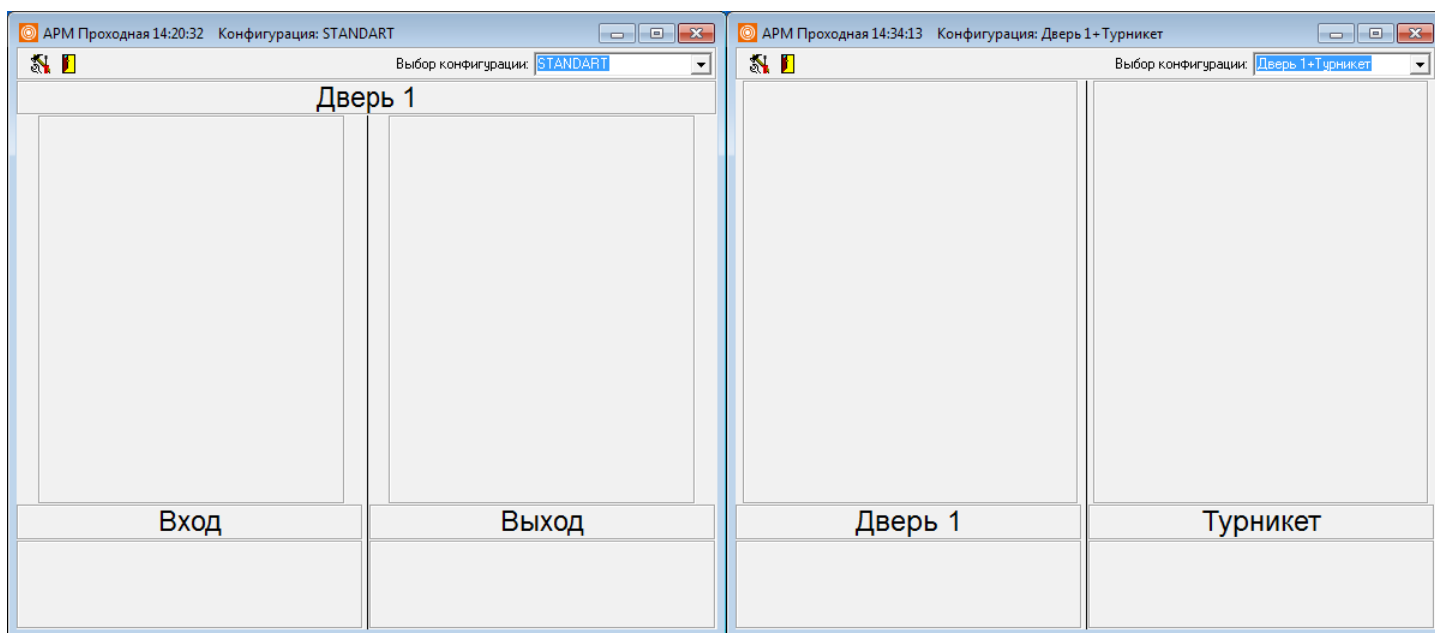 АРМ Проходная 14:20:32 Конфигурация: STANDART
Выбор конфигурации: STANDART
Дверь 1
Вход
Выход
АРМ Проходная 14:34:13 Конфигурация: Дверь 1+Турникет
Выбор конфигурации: Дверь 1+Турникет
Дверь 1
Турникет